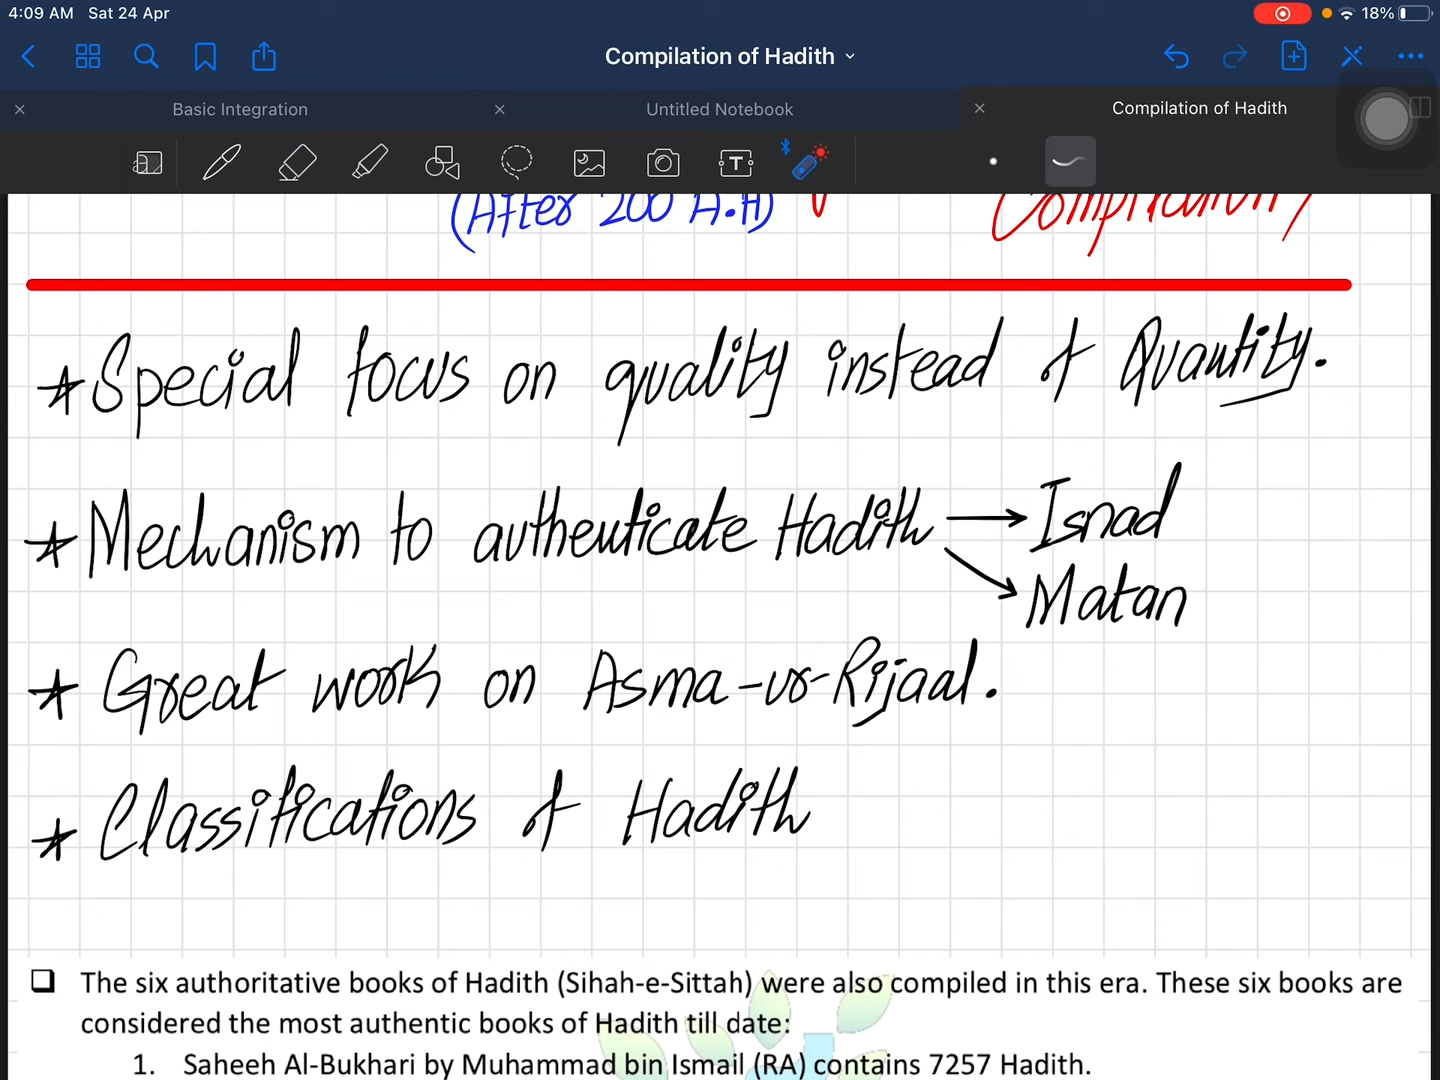 4:09 AM Sat 24 Apr 18%
Compilation of Hadith
Basic Integration Untitled Notebook Compilation of Hadith
(After 200 A.H) Compilation)
* Special focus on quality instead of Quantity.
* Mechanism to authenticate Hadith → Isnad
Matan
* Great work on Asma-ur-Rijaal.
* Classifications of Hadith
The six authoritative books of Hadith (Sihah-e-Sittah) were also compiled in this era. These six books are
considered the most authentic books of Hadith till date:
1. Saheeh Al-Bukhari by Muhammad bin Ismail (RA) contains 7257 Hadith.